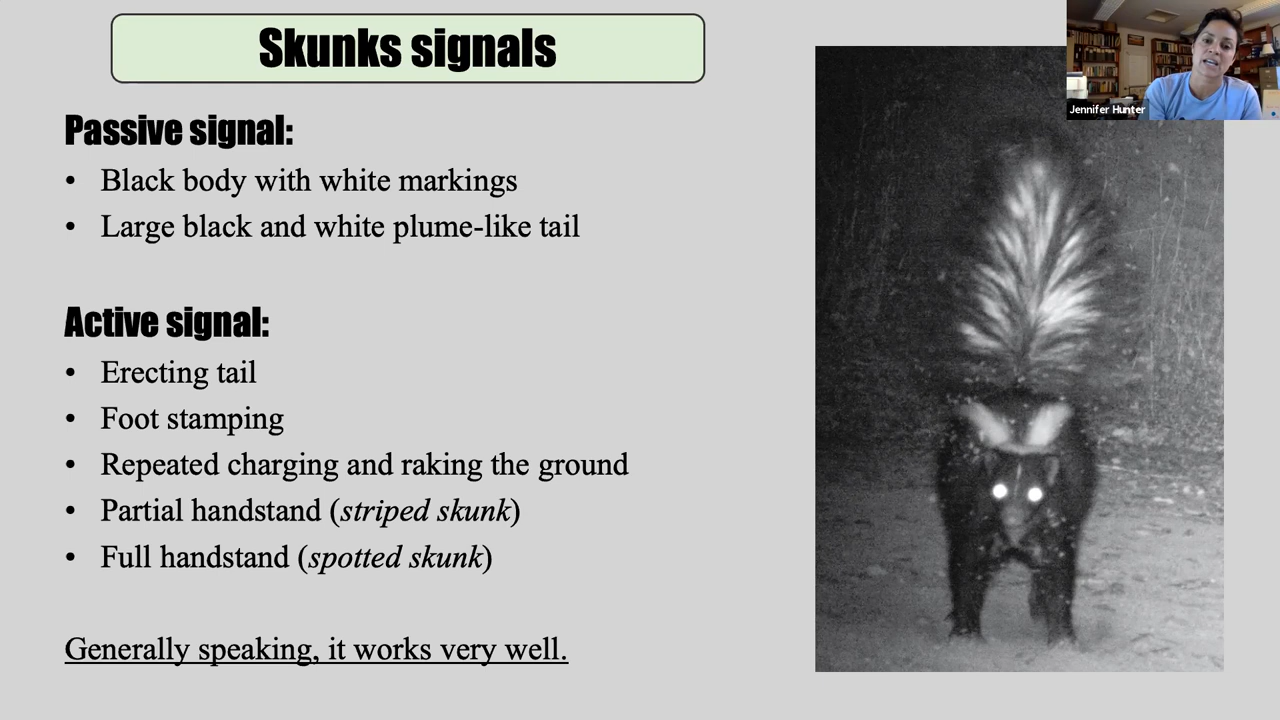 Skunks signals
Passive signal:
• Black body with white markings
• Large black and white plume-like tail
Active signal:
• Erecting tail
• Foot stamping
• Repeated charging and raking the ground
• Partial handstand (striped skunk)
• Full handstand (spotted skunk)
Generally speaking, it works very well.
Jennifer Hunter